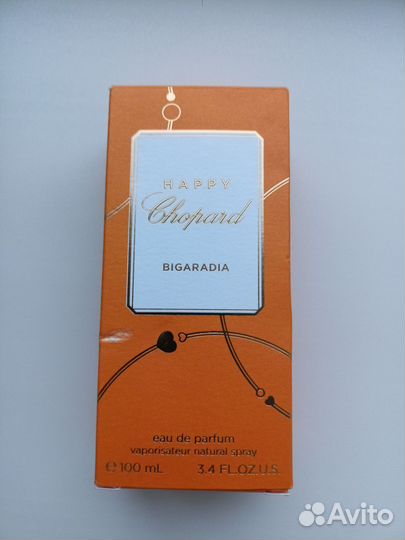 HAPPY
Chopard
BIGARADIA
eau de parfum
vaporisateur natural spray
℮ 100 mL 3.4 FL.OZ.U.S.
Avito